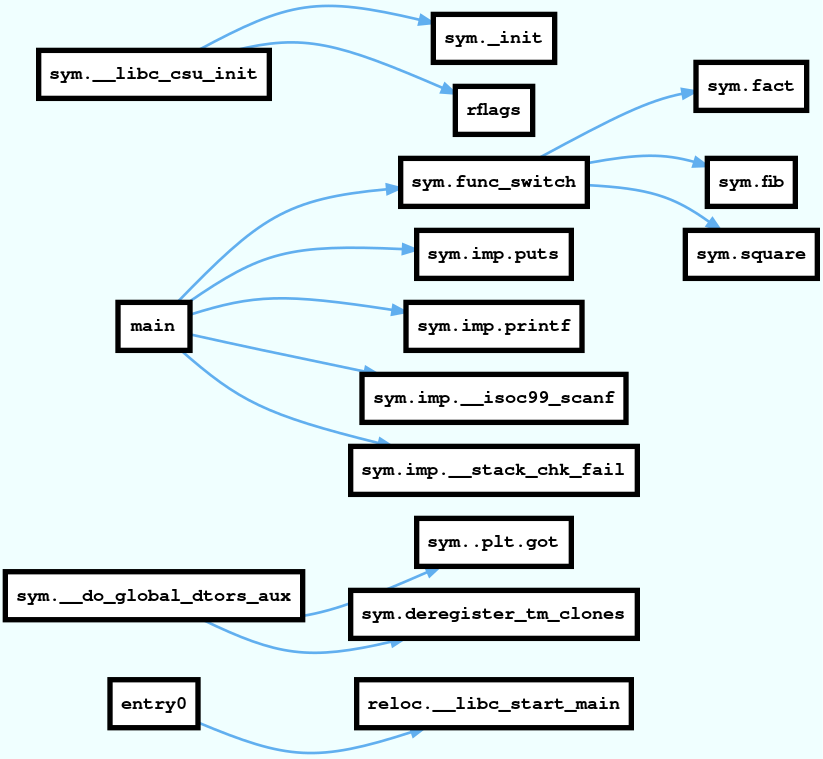 sym._init
sym.__libc_csu_init
rflags
sym.fact
sym.func_switch
sym.fib
sym.imp.puts
sym.square
main
sym.imp.printf
sym.imp.__isoc99_scanf
sym.imp.__stack_chk_fail
sym..plt.got
sym.__do_global_dtors_aux
sym.deregister_tm_clones
entry0
reloc.__libc_start_main